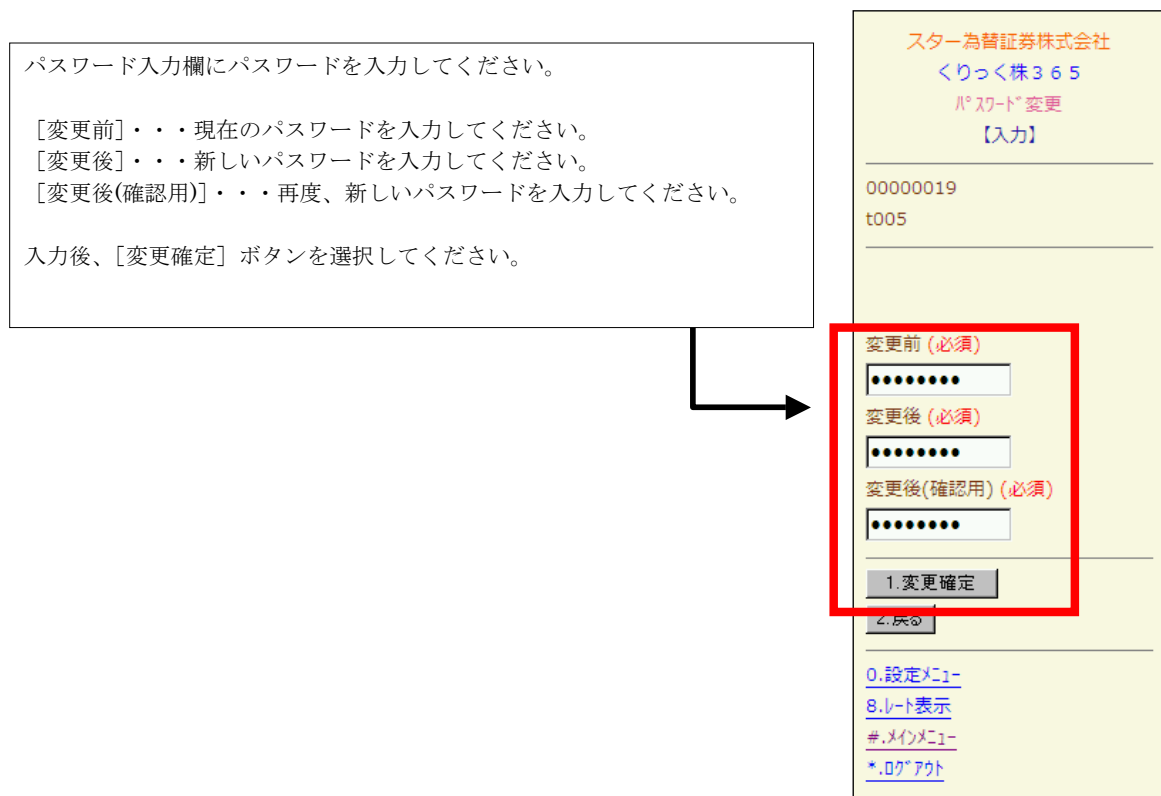 パスワード入力欄にパスワードを入力してください。
［変更前］・・・現在のパスワードを入力してください。
［変更後］・・・新しいパスワードを入力してください。
［変更後(確認用)］・・・再度、新しいパスワードを入力してください。
入力後、［変更確定］ボタンを選択してください。
スター為替証券株式会社
くりっく株３６５
ﾊﾟｽﾜｰﾄﾞ変更
【入力】
00000019
t005
変更前 (必須)
••••••••
変更後 (必須)
••••••••
変更後(確認用) (必須)
••••••••
1.変更確定
2.戻る
0.設定ﾒﾆｭｰ
8.ﾚｰﾄ表示
#.ﾒｲﾝﾒﾆｭｰ
*.ﾛｸﾞｱｳﾄ